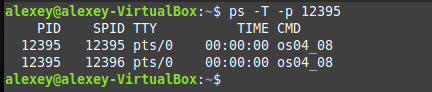 alexey@alexey-VirtualBox:~$ ps -T -p 12395
    PID    SPID TTY          TIME CMD
  12395   12395 pts/0    00:00:00 os04_08
  12395   12396 pts/0    00:00:00 os04_08
alexey@alexey-VirtualBox:~$